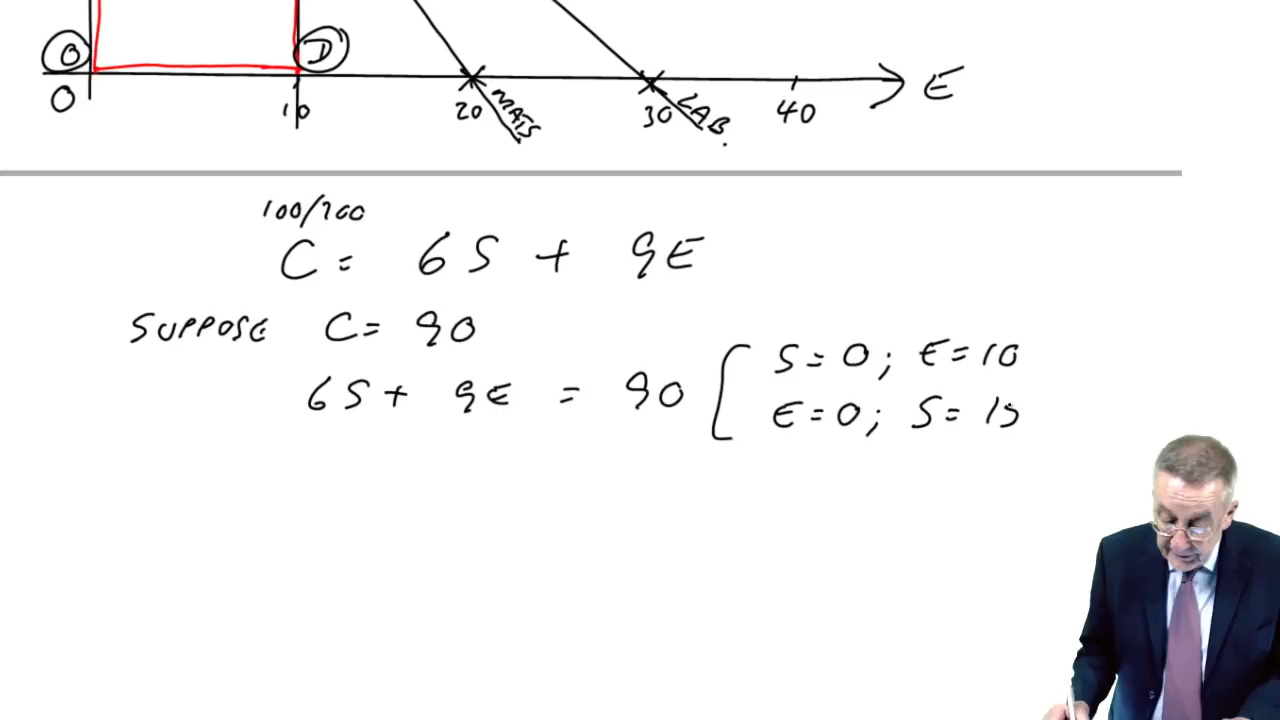 O D
E
0 10 20 MATS 30 LAB. 40
100/200
C = 6S + 9E
SUPPOSE C = 90
6S + 9E = 90 [ S = 0; E = 10
E = 0; S = 15